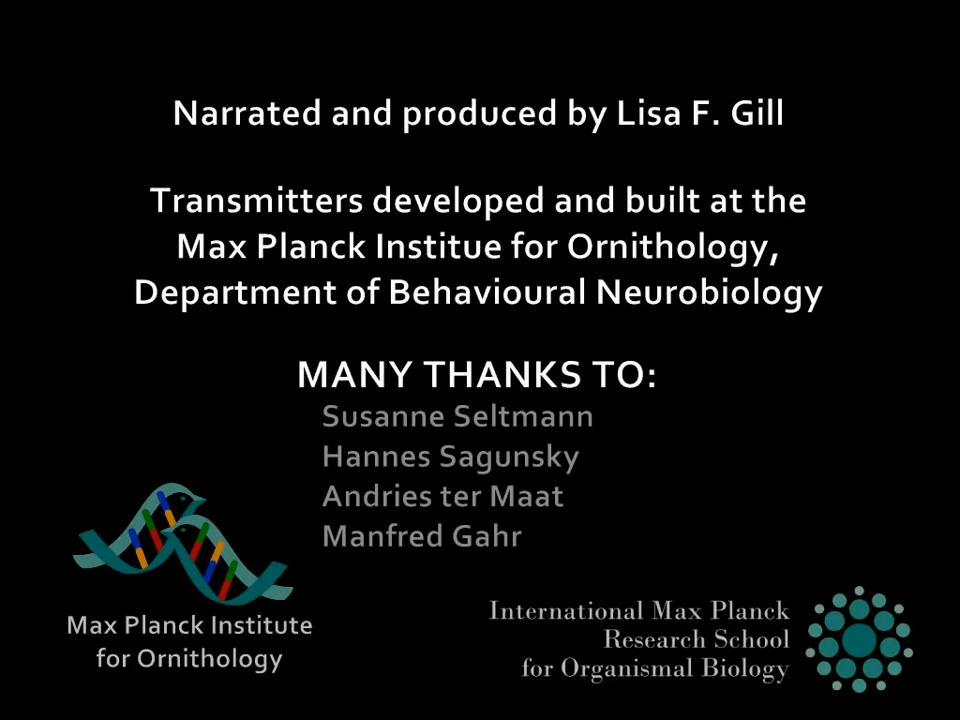 Narrated and produced by Lisa F. Gill
Transmitters developed and built at the
Max Planck Institue for Ornithology,
Department of Behavioural Neurobiology
MANY THANKS TO:
Susanne Seltmann
Hannes Sagunsky
Andries ter Maat
Manfred Gahr
Max Planck Institute
for Ornithology
International Max Planck
Research School
for Organismal Biology